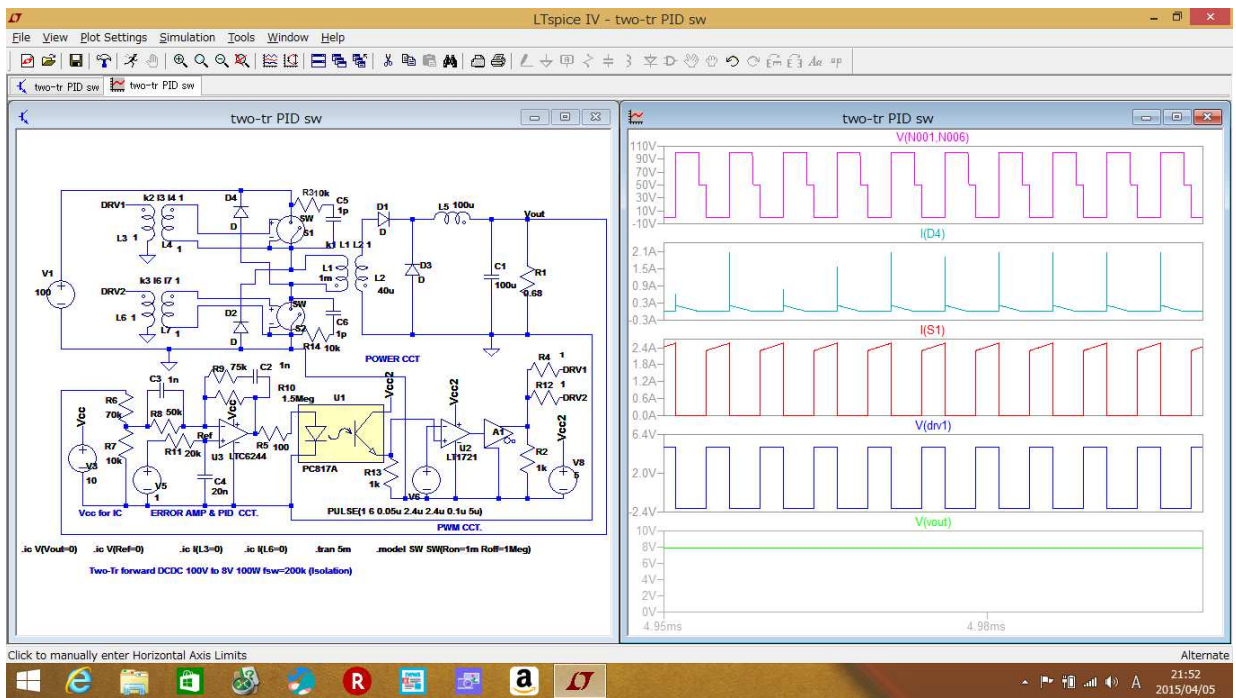 LTspice IV - two-tr PID sw
File View Plot Settings Simulation Tools Window Help
two-tr PID sw two-tr PID sw
two-tr PID sw
DRV1
k2 l3 l4 1
L3 1
L4 1
D4
D
R3 10k
C5
1p
SW
S1
k1 L1 L2 1
L1
1m
L2
40u
D1
D
L5 100u
Vout
D3
D
C1
100u
R1
0.68
V1
100
DRV2
k3 l6 l7 1
L6 1
L7 1
D2
D
SW
S2
C6
1p
R14 10k
POWER CCT
Vcc
R6
70k
R7
10k
V3
10
C3 1n
R8 50k
R11 20k
V5
1
Ref
R9 75k
C2 1n
R10
1.5Meg
Vcc
U3 LTC6244
C4
20n
R5 100
U1
PC817A
Vcc2
R13
1k
Vcc2
U2
LT1721
V6
A1
R4 1
DRV1
R12 1
DRV2
R2
1k
Vcc2
V8
5
Vcc for IC
ERROR AMP & PID CCT.
PULSE(1 6 0.05u 2.4u 2.4u 0.1u 5u)
PWM CCT.
.ic V(Vout=0) .ic V(Ref=0) .ic I(L3=0) .ic I(L6=0) .tran 5m .model SW SW(Ron=1m Roff=1Meg)
Two-Tr forward DCDC 100V to 8V 100W fsw=200k (Isolation)
two-tr PID sw
V(N001,N006)
110V
90V
70V
50V
30V
10V
-10V
I(D4)
2.1A
1.5A
0.9A
0.3A
-0.3A
I(S1)
2.4A
1.8A
1.2A
0.6A
0.0A
V(drv1)
6.4V
2.0V
-2.4V
V(vout)
10V
8V
6V
4V
2V
0V
4.95ms 4.98ms
Click to manually enter Horizontal Axis Limits Alternate
R
a
A
21:52
2015/04/05